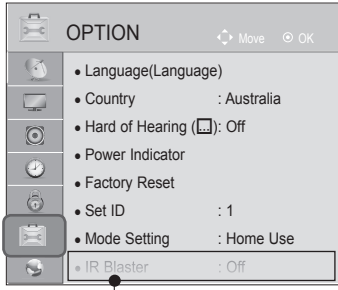 OPTION Move OK
• Language(Language)
• Country : Australia
• Hard of Hearing (...): Off
• Power Indicator
• Factory Reset
• Set ID : 1
• Mode Setting : Home Use
• IR Blaster : Off